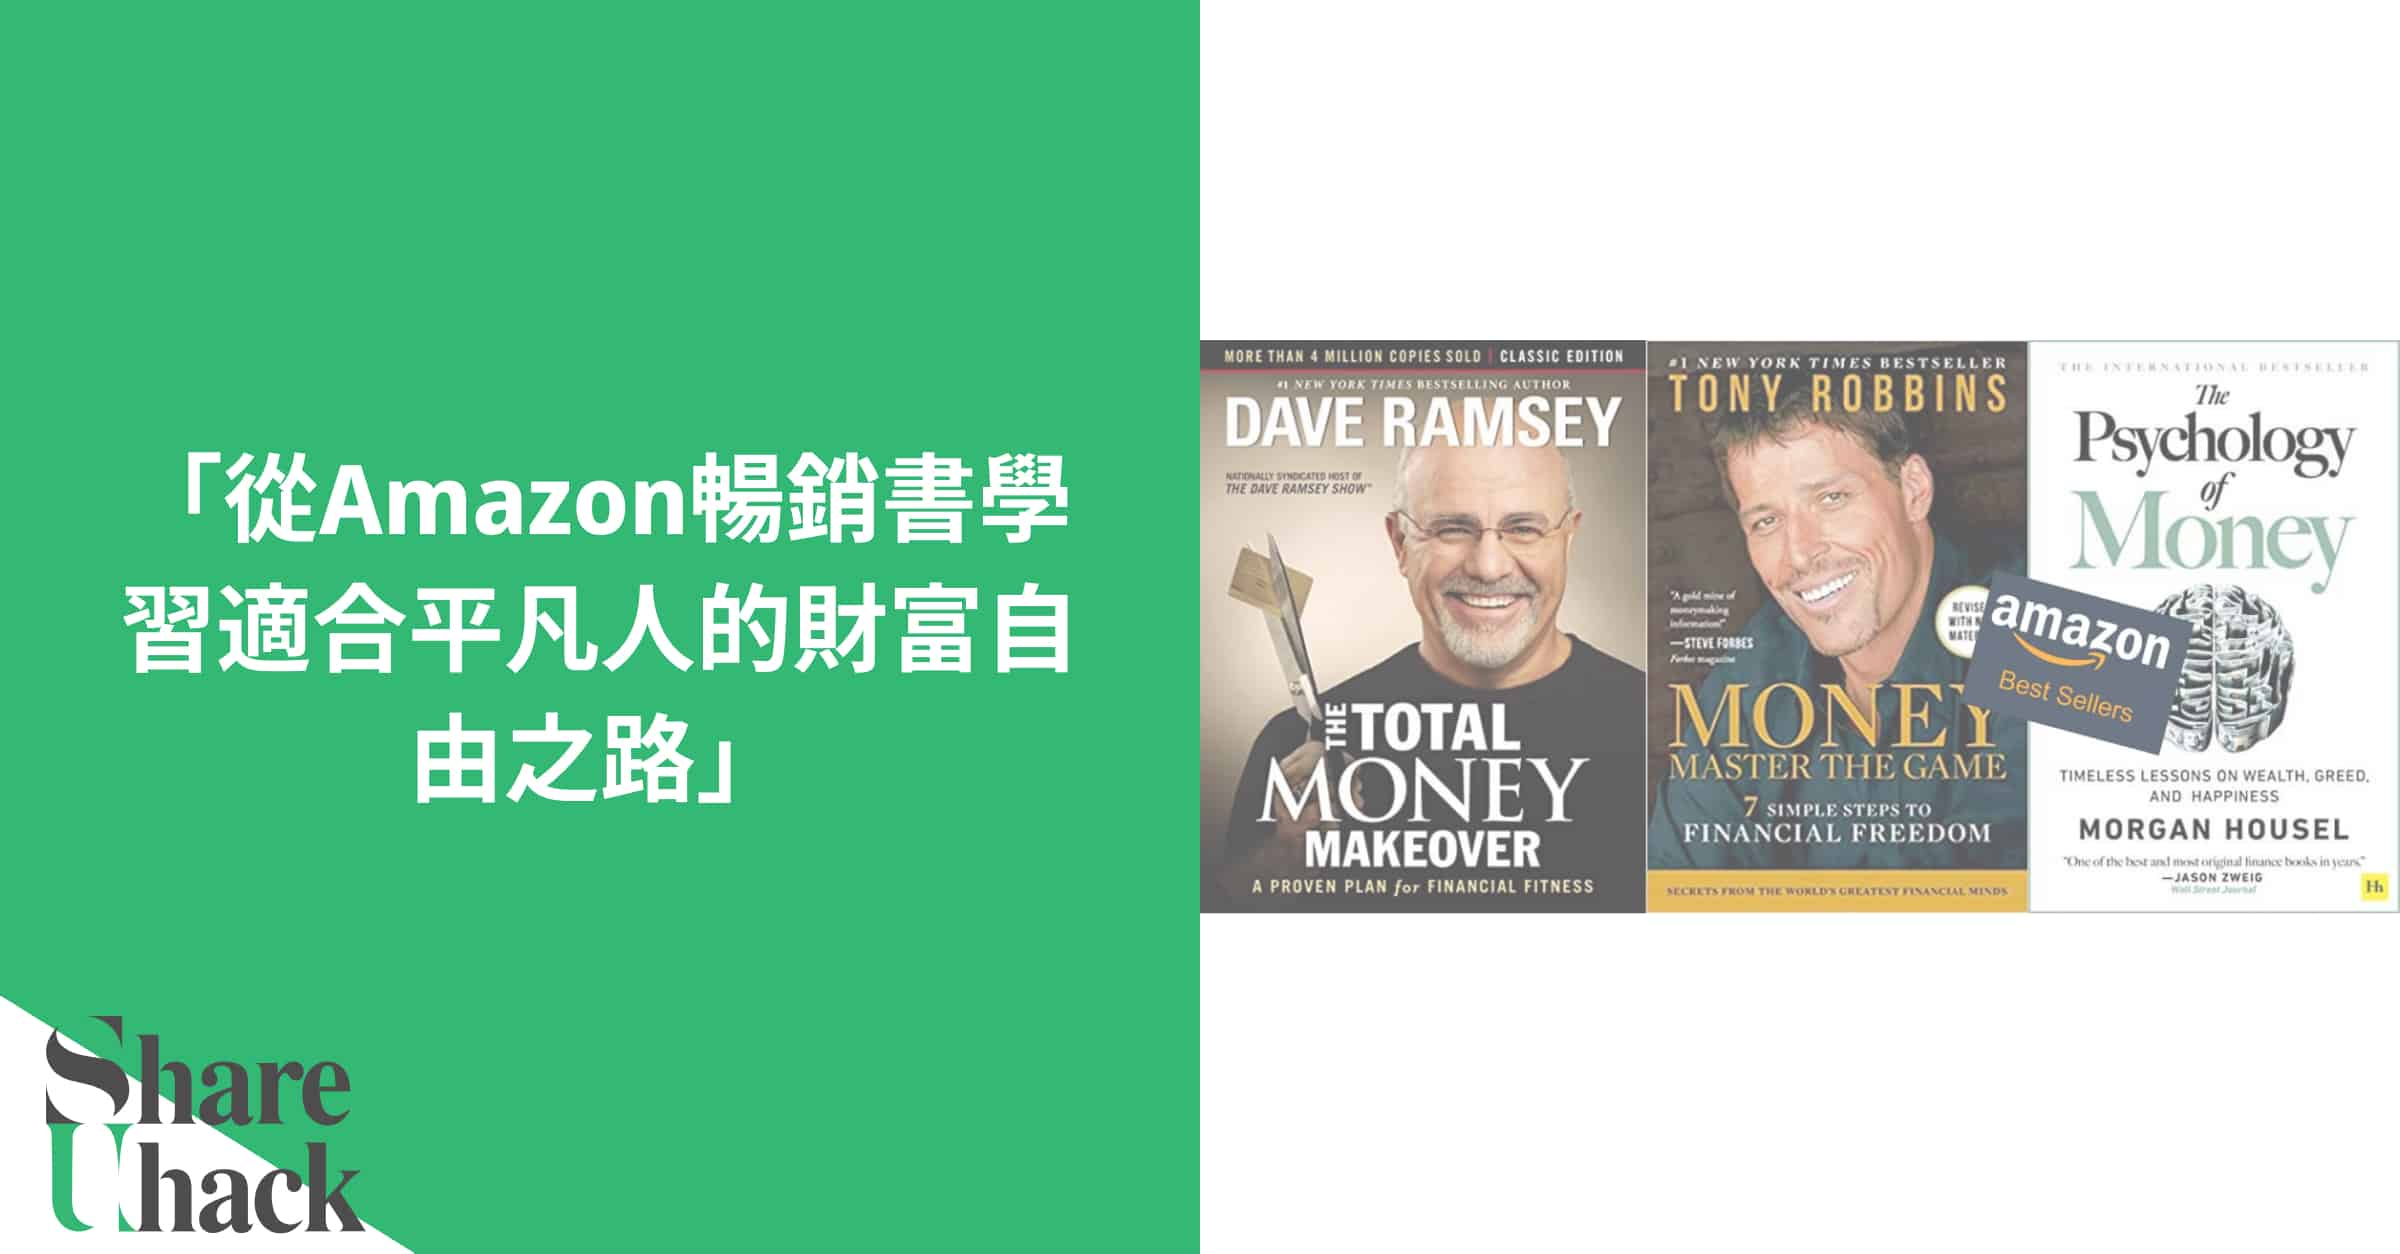 「從Amazon暢銷書學
習適合平凡人的財富自
由之路」
Share
Uhack
MORE THAN 4 MILLION COPIES SOLD | CLASSIC EDITION
#1 NEW YORK TIMES BESTSELLING AUTHOR
DAVE RAMSEY
NATIONALLY SYNDICATED HOST OF
THE DAVE RAMSEY SHOW™
THE TOTAL
MONEY
MAKEOVER
A PROVEN PLAN for FINANCIAL FITNESS
#1 NEW YORK TIMES BESTSELLER
TONY ROBBINS
"A gold mine of
moneymaking
information!"
—STEVE FORBES
Forbes magazine
REVISE
WITH N
MATE
MONEY
MASTER THE GAME
7 SIMPLE STEPS TO
FINANCIAL FREEDOM
SECRETS FROM THE WORLD'S GREATEST FINANCIAL MINDS
THE INTERNATIONAL BESTSELLER
The
Psychology
of
Money
amazon
Best Sellers
TIMELESS LESSONS ON WEALTH, GREED,
AND HAPPINESS
MORGAN HOUSEL
"One of the best and most original finance books in years."
—JASON ZWEIG
Wall Street Journal
Hh